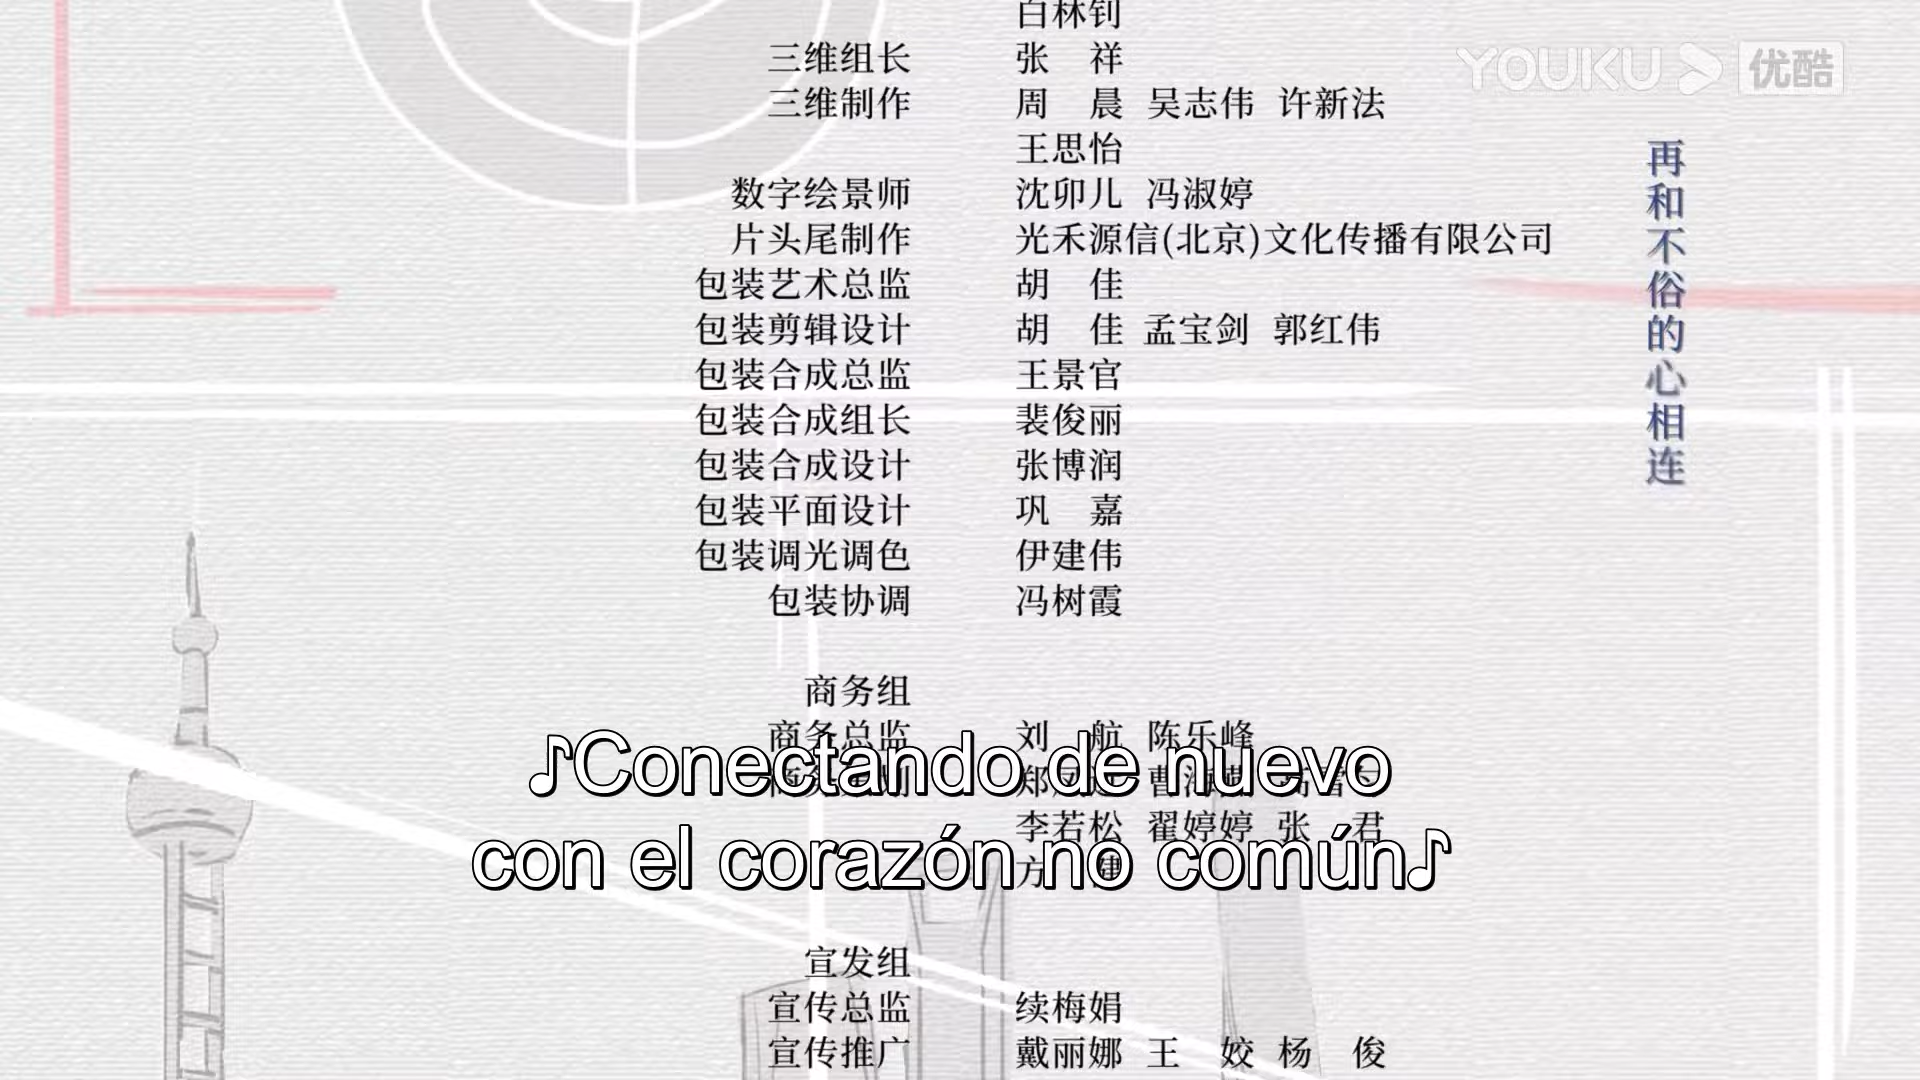 白林钊
三维组长 张 祥
三维制作 周 晨 吴志伟 许新法
王思怡
数字绘景师 沈卯儿 冯淑婷
片头尾制作 光禾源信(北京)文化传播有限公司
包装艺术总监 胡 佳
包装剪辑设计 胡 佳 孟宝剑 郭红伟
包装合成总监 王景官
包装合成组长 裴俊丽
包装合成设计 张博润
包装平面设计 巩 嘉
包装调光调色 伊建伟
包装协调 冯树霞
商务组
商务总监 刘 航 陈乐峰
李若松 翟婷婷 张 君
方 健
宣发组
宣传总监 续梅娟
宣传推广 戴丽娜 王 姣 杨 俊
YOUKU 优酷
再和不俗的心相连
♪Conectando de nuevo
con el corazón no común♪